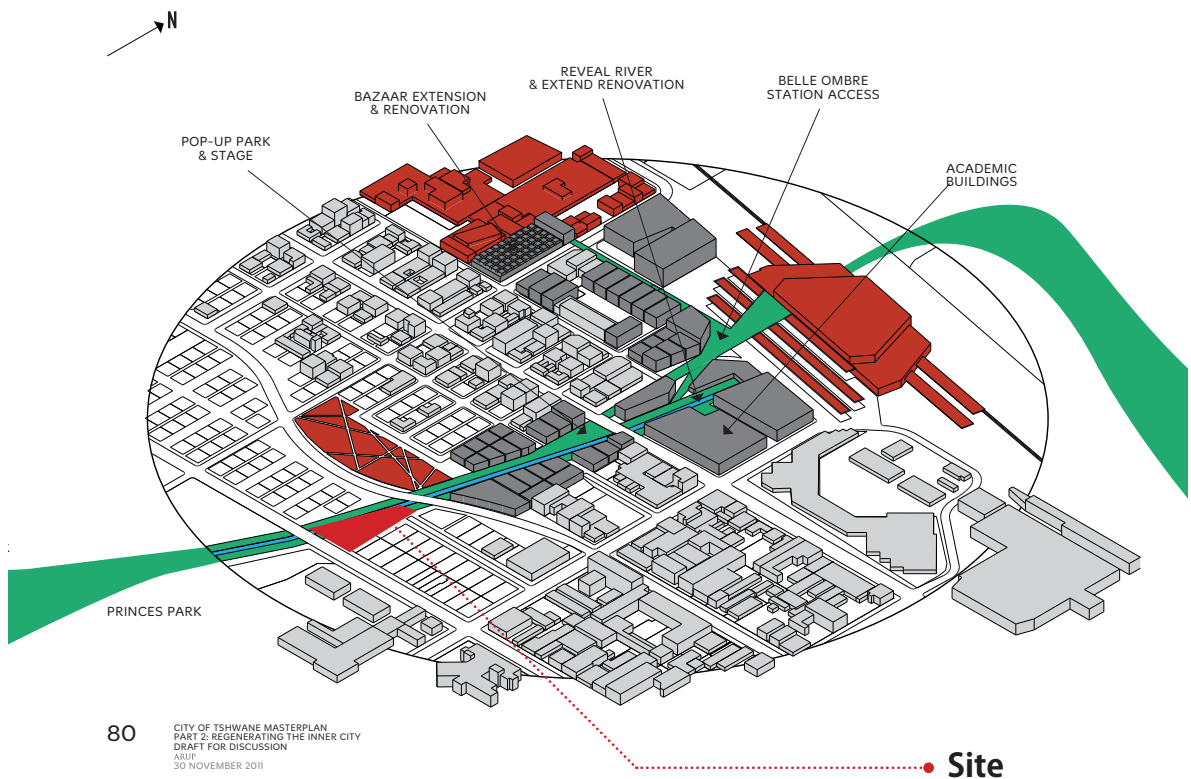 N
REVEAL RIVER
& EXTEND RENOVATION
BELLE OMBRE
STATION ACCESS
BAZAAR EXTENSION
& RENOVATION
POP-UP PARK
& STAGE
ACADEMIC
BUILDINGS
PRINCES PARK
80
CITY OF TSHWANE MASTERPLAN
PART 2: REGENERATING THE INNER CITY
DRAFT FOR DISCUSSION
ARUP
30 NOVEMBER 2011
Site